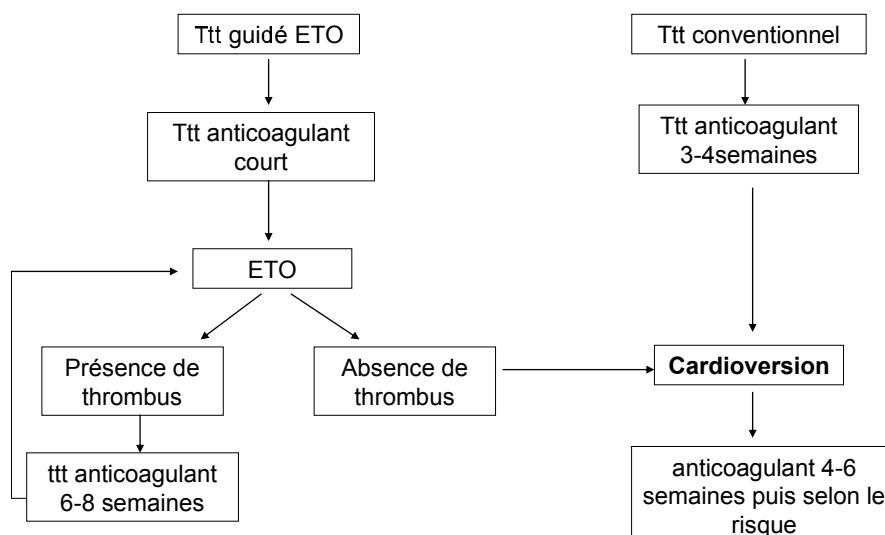 Ttt guidé ETO
Ttt conventionnel
Ttt anticoagulant
court
Ttt anticoagulant
3-4semaines
ETO
Présence de
thrombus
Absence de
thrombus
Cardioversion
ttt anticoagulant
6-8 semaines
anticoagulant 4-6
semaines puis selon le
risque